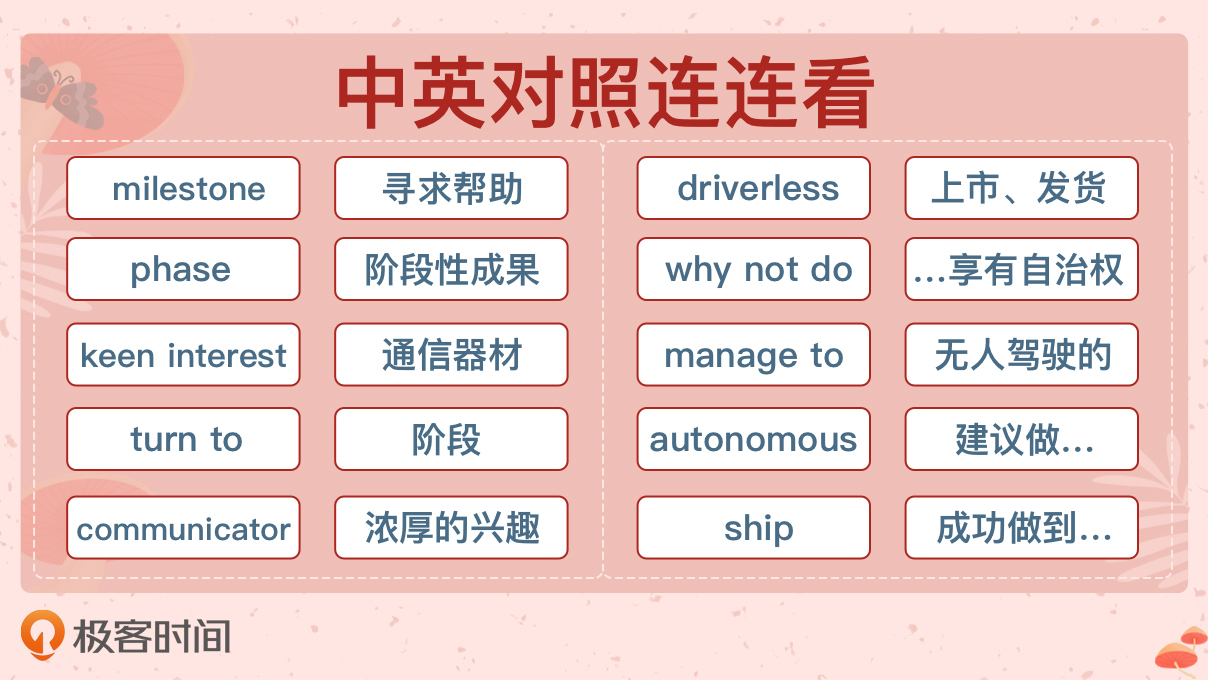 中英对照连连看
milestone 寻求帮助 driverless 上市、发货
phase 阶段性成果 why not do …享有自治权
keen interest 通信器材 manage to 无人驾驶的
turn to 阶段 autonomous 建议做…
communicator 浓厚的兴趣 ship 成功做到…
极客时间